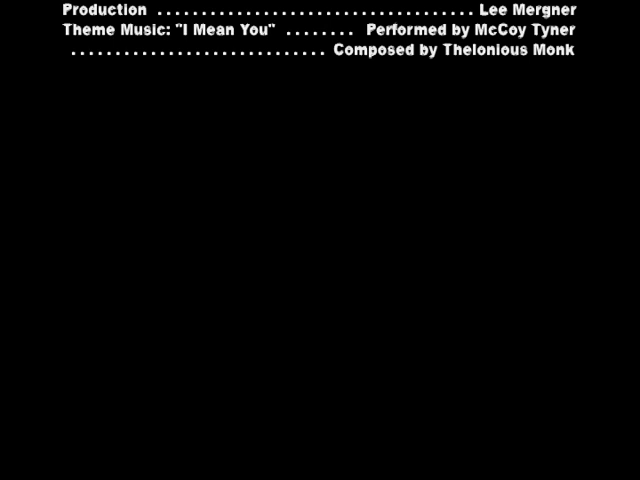 Production .................................... Lee Mergner
Theme Music: "I Mean You" ........ Performed by McCoy Tyner
............................. Composed by Thelonious Monk